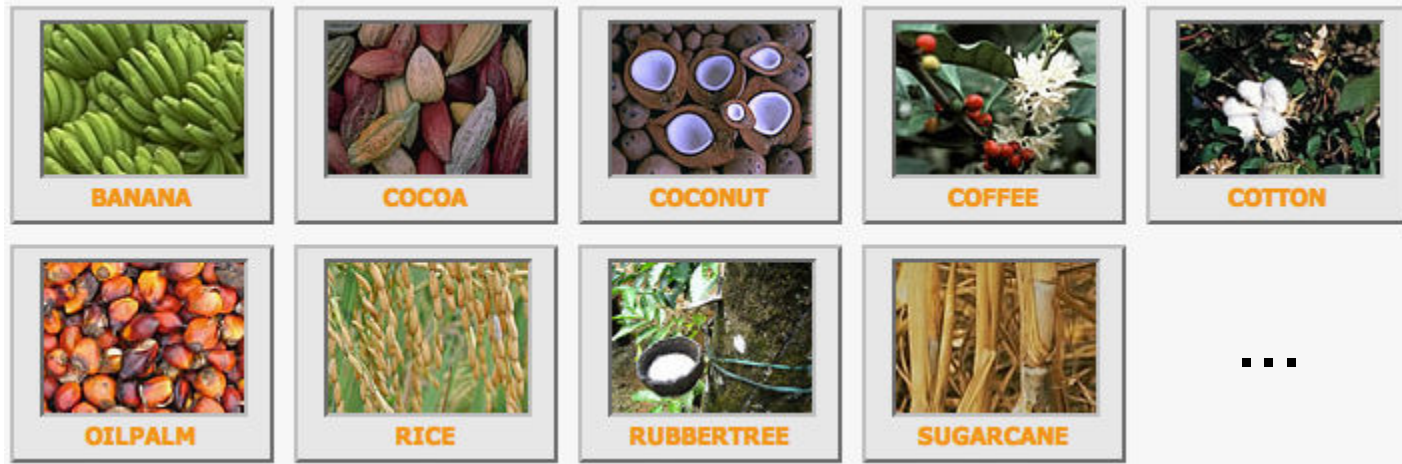 BANANA
COCOA
COCONUT
COFFEE
COTTON
OILPALM
RICE
RUBBERTREE
SUGARCANE
...